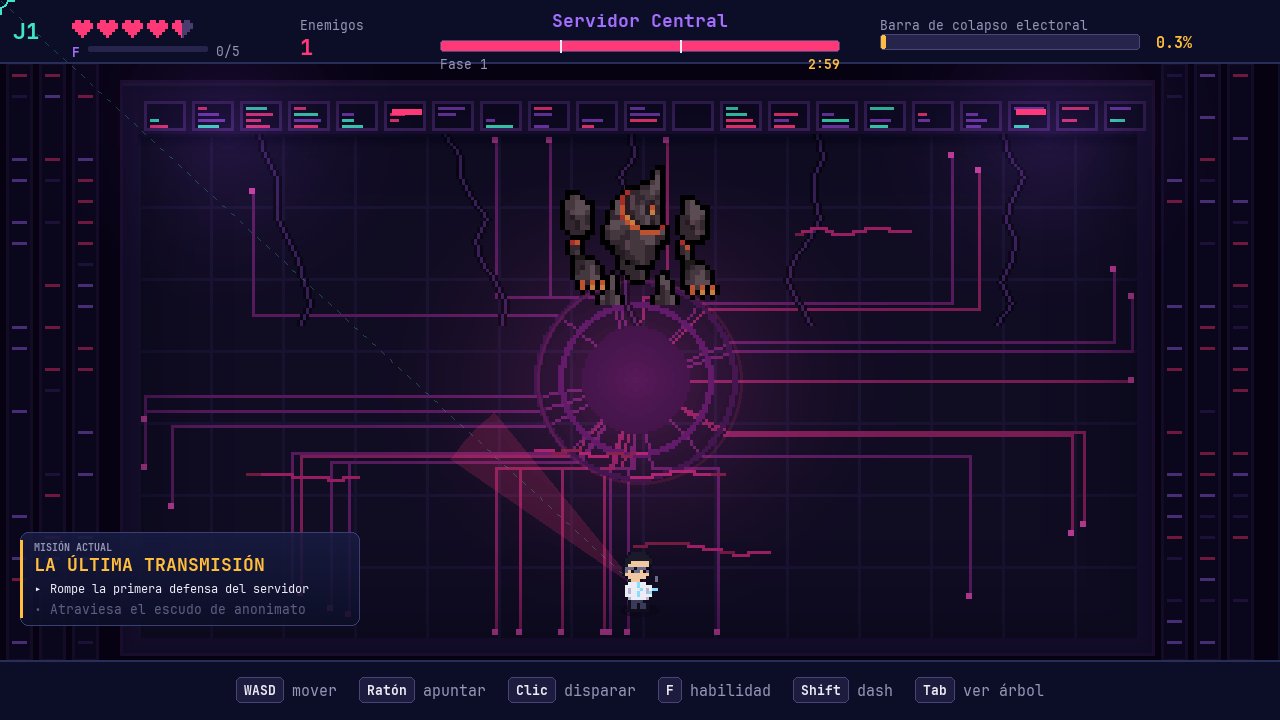 J1
F
0/5
Enemigos
1
Servidor Central
Fase 1
2:59
Barra de colapso electoral
0.3%
MISIÓN ACTUAL
LA ÚLTIMA TRANSMISIÓN
▸ Rompe la primera defensa del servidor
· Atraviesa el escudo de anonimato
WASD mover Ratón apuntar Clic disparar F habilidad Shift dash Tab ver árbol